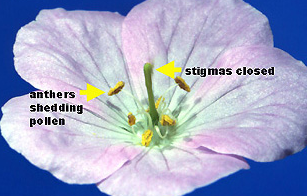 stigmas closed
anthers
shedding
pollen